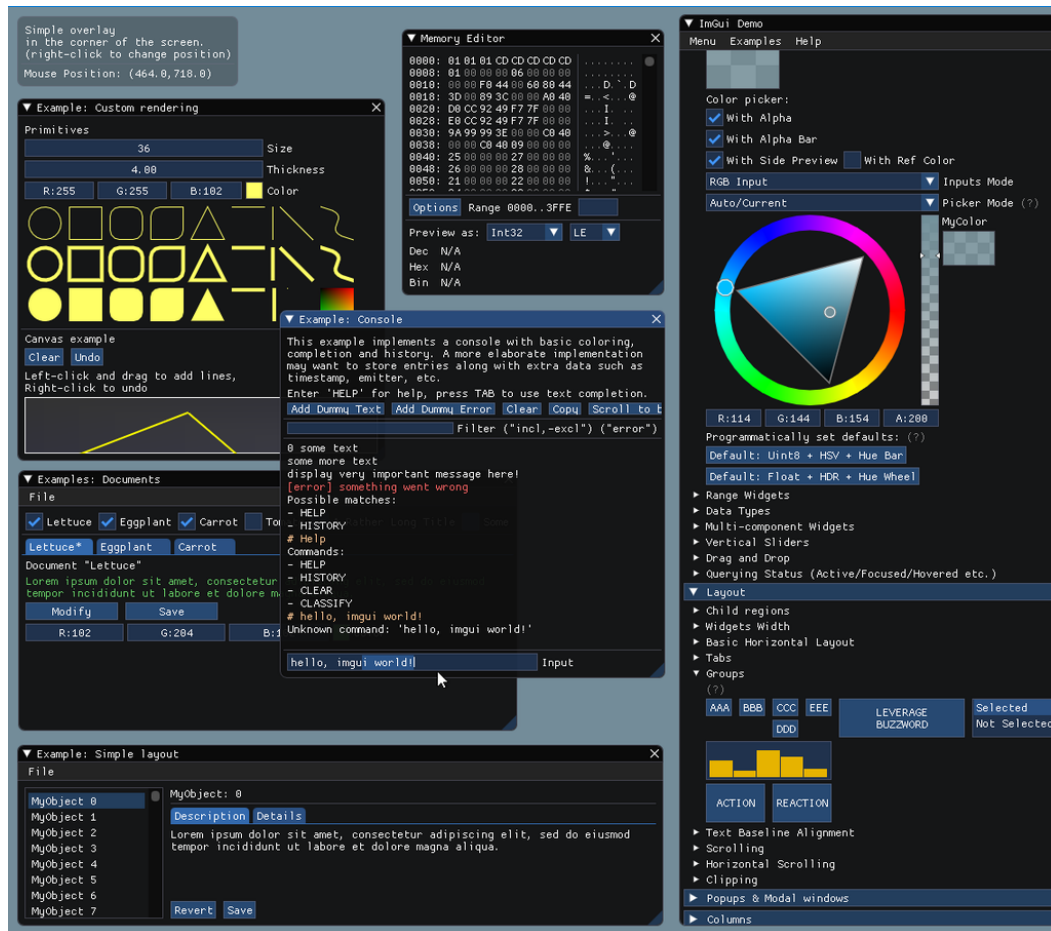 Simple overlay
in the corner of the screen.
(right-click to change position)
Mouse Position: (464.0,718.0)
Example: Custom rendering
Primitives
36 Size
4.00 Thickness
R:255 G:255 B:102 Color
Canvas example
Clear Undo
Left-click and drag to add lines,
Right-click to undo
Examples: Documents
File
Lettuce Eggplant Carrot
Lettuce* Eggplant Carrot
Document "Lettuce"
Lorem ipsum dolor sit amet, consectetur
tempor incididunt ut labore et dolore
Modify Save
R:102 G:204
Memory Editor
0000: 01 01 01 CD CD CD CD CD ........
0008: 01 00 00 00 06 00 00 00 ........
0010: 00 00 F0 44 00 60 80 44 ...D.`.D
0018: 3D 00 89 3C 00 00 A0 40 =..<...@
0020: D0 CC 92 49 F7 7F 00 00 ...I....
0028: E0 CC 92 49 F7 7F 00 00 ...I....
0030: 9A 99 99 3E 00 00 C0 40 ...>...@
0038: 00 00 C0 40 09 00 00 00 ...@....
0040: 25 00 00 00 27 00 00 00 %...'...
0048: 26 00 00 00 28 00 00 00 &...(...
0050: 21 00 00 00 22 00 00 00 !..."...
Options Range 0000..3FFE
Preview as: Int32 LE
Dec N/A
Hex N/A
Bin N/A
Example: Console
This example implements a console with basic coloring,
completion and history. A more elaborate implementation
may want to store entries along with extra data such as
timestamp, emitter, etc.
Enter 'HELP' for help, press TAB to use text completion.
Add Dummy Text Add Dummy Error Clear Copy Scroll to
Filter ("incl,-excl") ("error")
0 some text
some more text
display very important message here!
[error] something went wrong
Possible matches:
- HELP
- HISTORY
# Help
Commands:
- HELP
- HISTORY
- CLEAR
- CLASSIFY
# hello, imgui world!
Unknown command: 'hello, imgui world!'
hello, imgui world! Input
Example: Simple layout
File
MyObject 0
MyObject 1
MyObject 2
MyObject 3
MyObject 4
MyObject 5
MyObject 6
MyObject 7
MyObject: 0
Description Details
Lorem ipsum dolor sit amet, consectetur adipiscing elit, sed do eiusmod
tempor incididunt ut labore et dolore magna aliqua.
Revert Save
ImGui Demo
Menu Examples Help
Color picker:
With Alpha
With Alpha Bar
With Side Preview With Ref Color
RGB Input Inputs Mode
Auto/Current Picker Mode (?)
MyColor
R:114 G:144 B:154 A:200
Programmatically set defaults: (?)
Default: Uint8 + HSV + Hue Bar
Default: Float + HDR + Hue Wheel
Range Widgets
Data Types
Multi-component Widgets
Vertical Sliders
Drag and Drop
Querying Status (Active/Focused/Hovered etc.)
Layout
Child regions
Widgets Width
Basic Horizontal Layout
Tabs
Groups
(?)
AAA BBB CCC EEE
DDD
LEVERAGE
BUZZWORD
Selected
Not Selected
ACTION REACTION
Text Baseline Alignment
Scrolling
Horizontal Scrolling
Clipping
Popups & Modal windows
Columns